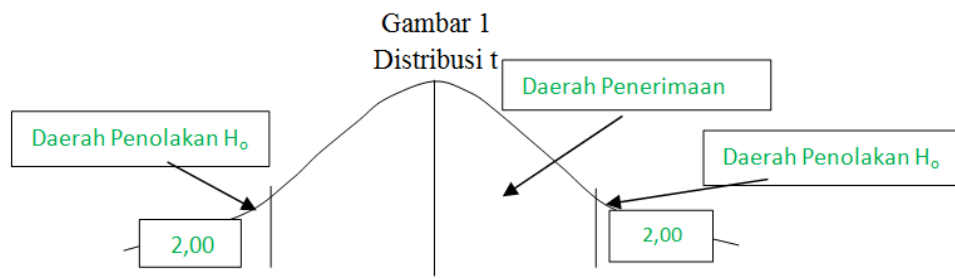 Gambar 1
Distribusi t
Daerah Penerimaan
Daerah Penolakan Hₒ
Daerah Penolakan Hₒ
2,00
2,00